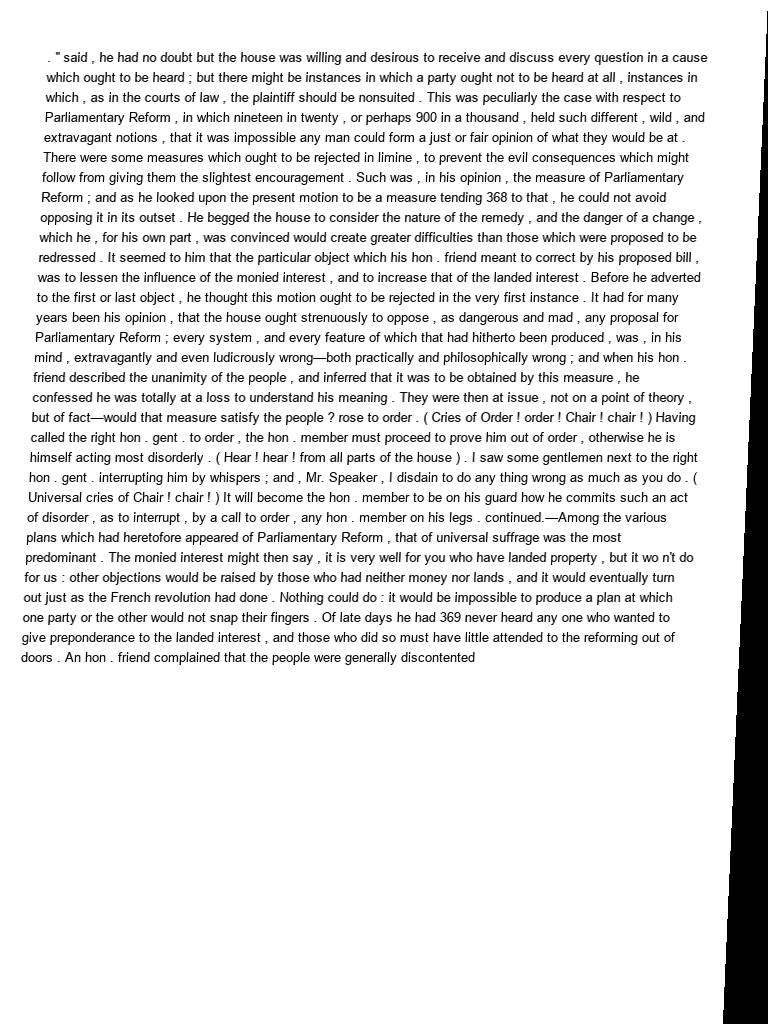 . " said , he had no doubt but the house was willing and desirous to receive and discuss every question in a cause
which ought to be heard ; but there might be instances in which a party ought not to be heard at all , instances in
which , as in the courts of law , the plaintiff should be nonsuited . This was peculiarly the case with respect to
Parliamentary Reform , in which nineteen in twenty , or perhaps 900 in a thousand , held such different , wild , and
extravagant notions , that it was impossible any man could form a just or fair opinion of what they would be at .
There were some measures which ought to be rejected in limine , to prevent the evil consequences which might
follow from giving them the slightest encouragement . Such was , in his opinion , the measure of Parliamentary
Reform ; and as he looked upon the present motion to be a measure tending 368 to that , he could not avoid
opposing it in its outset . He begged the house to consider the nature of the remedy , and the danger of a change ,
which he , for his own part , was convinced would create greater difficulties than those which were proposed to be
redressed . It seemed to him that the particular object which his hon . friend meant to correct by his proposed bill ,
was to lessen the influence of the monied interest , and to increase that of the landed interest . Before he adverted
to the first or last object , he thought this motion ought to be rejected in the very first instance . It had for many
years been his opinion , that the house ought strenuously to oppose , as dangerous and mad , any proposal for
Parliamentary Reform ; every system , and every feature of which that had hitherto been produced , was , in his
mind , extravagantly and even ludicrously wrong—both practically and philosophically wrong ; and when his hon .
friend described the unanimity of the people , and inferred that it was to be obtained by this measure , he
confessed he was totally at a loss to understand his meaning . They were then at issue , not on a point of theory ,
but of fact—would that measure satisfy the people ? rose to order . ( Cries of Order ! order ! Chair ! chair ! ) Having
called the right hon . gent . to order , the hon . member must proceed to prove him out of order , otherwise he is
himself acting most disorderly . ( Hear ! hear ! from all parts of the house ) . I saw some gentlemen next to the right
hon . gent . interrupting him by whispers ; and , Mr. Speaker , I disdain to do any thing wrong as much as you do . (
Universal cries of Chair ! chair ! ) It will become the hon . member to be on his guard how he commits such an act
of disorder , as to interrupt , by a call to order , any hon . member on his legs . continued.—Among the various
plans which had heretofore appeared of Parliamentary Reform , that of universal suffrage was the most
predominant . The monied interest might then say , it is very well for you who have landed property , but it wo n't do
for us : other objections would be raised by those who had neither money nor lands , and it would eventually turn
out just as the French revolution had done . Nothing could do : it would be impossible to produce a plan at which
one party or the other would not snap their fingers . Of late days he had 369 never heard any one who wanted to
give preponderance to the landed interest , and those who did so must have little attended to the reforming out of
doors . An hon . friend complained that the people were generally discontented